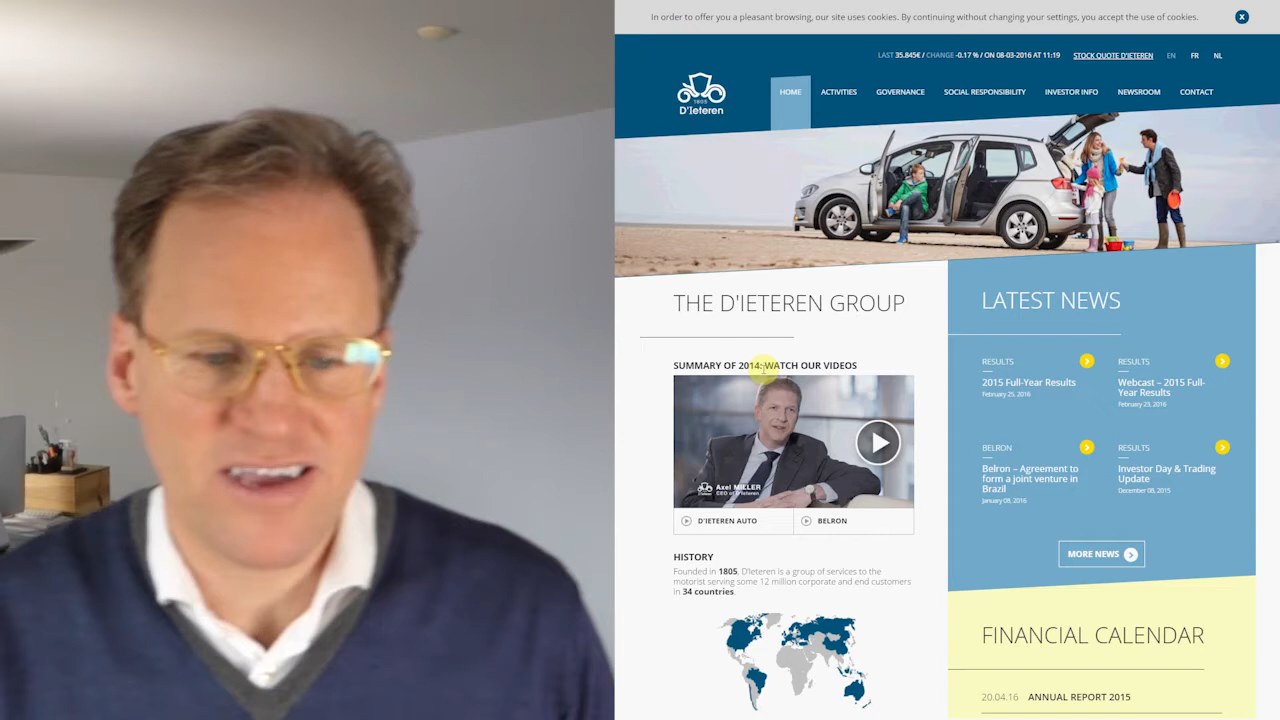 In order to offer you a pleasant browsing, our site uses cookies. By continuing without changing your settings, you accept the use of cookies.
x
LAST 35.845€ / CHANGE -0.17 % / ON 08-03-2016 AT 11:19 STOCK QUOTE D'IETEREN EN FR NL
1805
D'Ieteren
HOME ACTIVITIES GOVERNANCE SOCIAL RESPONSIBILITY INVESTOR INFO NEWSROOM CONTACT
THE D'IETEREN GROUP
SUMMARY OF 2014: WATCH OUR VIDEOS
Axel MILLER
CEO of D'Ieteren
D'IETEREN AUTO BELRON
HISTORY
Founded in 1805, D'Ieteren is a group of services to the
motorist serving some 12 million corporate and end customers
in 34 countries.
LATEST NEWS
RESULTS
2015 Full-Year Results
February 25, 2016
RESULTS
Webcast – 2015 Full-
Year Results
February 23, 2016
BELRON
Belron – Agreement to
form a joint venture in
Brazil
January 08, 2016
RESULTS
Investor Day & Trading
Update
December 08, 2015
MORE NEWS
FINANCIAL CALENDAR
20.04.16 ANNUAL REPORT 2015